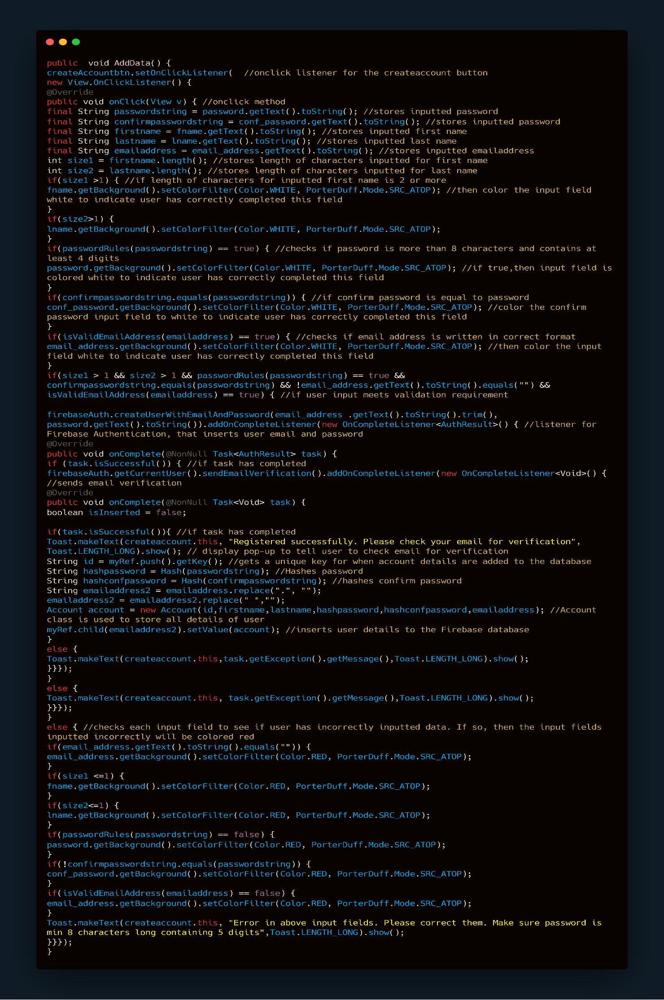 public  void AddData() {
createAccountbtn.setOnClickListener(  //onclick listener for the createaccount button
new View.OnClickListener() {
@Override
public void onClick(View v) { //onclick method
final String passwordstring = password.getText().toString(); //stores inputted password
final String confirmpasswordstring = conf_password.getText().toString(); //stores inputted password
final String firstname = fname.getText().toString(); //stores inputted first name
final String lastname = lname.getText().toString(); //stores inputted last name
final String emailaddress = email_address.getText().toString(); //stores inputted emailaddress
int size1 = firstname.length(); //stores length of characters inputted for first name
int size2 = lastname.length(); //stores length of characters inputted for last name
if(size1 >1) { //if length of characters for inputted first name is 2 or more
fname.getBackground().setColorFilter(Color.WHITE, PorterDuff.Mode.SRC_ATOP); //then color the input field
white to indicate user has correctly completed this field
}
if(size2>1) {
lname.getBackground().setColorFilter(Color.WHITE, PorterDuff.Mode.SRC_ATOP);
}
if(passwordRules(passwordstring) == true) { //checks if password is more than 8 characters and contains at
least 4 digits
password.getBackground().setColorFilter(Color.WHITE, PorterDuff.Mode.SRC_ATOP); //if true,then input field is
colored white to indicate user has correctly completed this field
}
if(confirmpasswordstring.equals(passwordstring)) { //if confirm password is equal to password
conf_password.getBackground().setColorFilter(Color.WHITE, PorterDuff.Mode.SRC_ATOP); //color the confirm
password input field to white to indicate user has correctly completed this field
}
if(isValidEmailAddress(emailaddress) == true) { //checks if email address is written in correct format
email_address.getBackground().setColorFilter(Color.WHITE, PorterDuff.Mode.SRC_ATOP); //then color the input
field white to indicate user has correctly completed this field
}
if(size1 > 1 && size2 > 1 && passwordRules(passwordstring) == true &&
confirmpasswordstring.equals(passwordstring) && !email_address.getText().toString().equals("") &&
isValidEmailAddress(emailaddress) == true) { //if user input meets validation requirement

firebaseAuth.createUserWithEmailAndPassword(email_address .getText().toString().trim(),
password.getText().toString()).addOnCompleteListener(new OnCompleteListener<AuthResult>() { //listener for
Firebase Authentication, that inserts user email and password
@Override
public void onComplete(@NonNull Task<AuthResult> task) {
if (task.isSuccessful()) { //if task has completed
firebaseAuth.getCurrentUser().sendEmailVerification().addOnCompleteListener(new OnCompleteListener<Void>() {
//sends email verification
@Override
public void onComplete(@NonNull Task<Void> task) {
boolean isInserted = false;

if(task.isSuccessful()){ //if task has completed
Toast.makeText(createaccount.this, "Registered successfully. Please check your email for verification",
Toast.LENGTH_LONG).show(); // display pop-up to tell user to check email for verification
String id = myRef.push().getKey(); //gets a unique key for when account details are added to the database
String hashpassword = Hash(passwordstring); //Hashes password
String hashconfpassword = Hash(confirmpasswordstring); //hashes confirm password
String emailaddress2 = emailaddress.replace(".", "");
emailaddress2 = emailaddress2.replace(" ","");
Account account = new Account(id,firstname,lastname,hashpassword,hashconfpassword,emailaddress); //Account
class is used to store all details of user
myRef.child(emailaddress2).setValue(account); //inserts user details to the Firebase database
}
else {
Toast.makeText(createaccount.this,task.getException().getMessage(),Toast.LENGTH_LONG).show();
}}});
}
else {
Toast.makeText(createaccount.this, task.getException().getMessage(),Toast.LENGTH_LONG).show();
}}});
}
else { //checks each input field to see if user has incorrectly inputted data. If so, then the input fields
inputted incorrectly will be colored red
if(email_address.getText().toString().equals("")) {
email_address.getBackground().setColorFilter(Color.RED, PorterDuff.Mode.SRC_ATOP);
}
if(size1 <=1) {
fname.getBackground().setColorFilter(Color.RED, PorterDuff.Mode.SRC_ATOP);
}
if(size2<=1) {
lname.getBackground().setColorFilter(Color.RED, PorterDuff.Mode.SRC_ATOP);
}
if(passwordRules(passwordstring) == false) {
password.getBackground().setColorFilter(Color.RED, PorterDuff.Mode.SRC_ATOP);
}
if(!confirmpasswordstring.equals(passwordstring)) {
conf_password.getBackground().setColorFilter(Color.RED, PorterDuff.Mode.SRC_ATOP);
}
if(isValidEmailAddress(emailaddress) == false) {
email_address.getBackground().setColorFilter(Color.RED, PorterDuff.Mode.SRC_ATOP);
}
Toast.makeText(createaccount.this, "Error in above input fields. Please correct them. Make sure password is
min 8 characters long containing 5 digits",Toast.LENGTH_LONG).show();
}}});
}